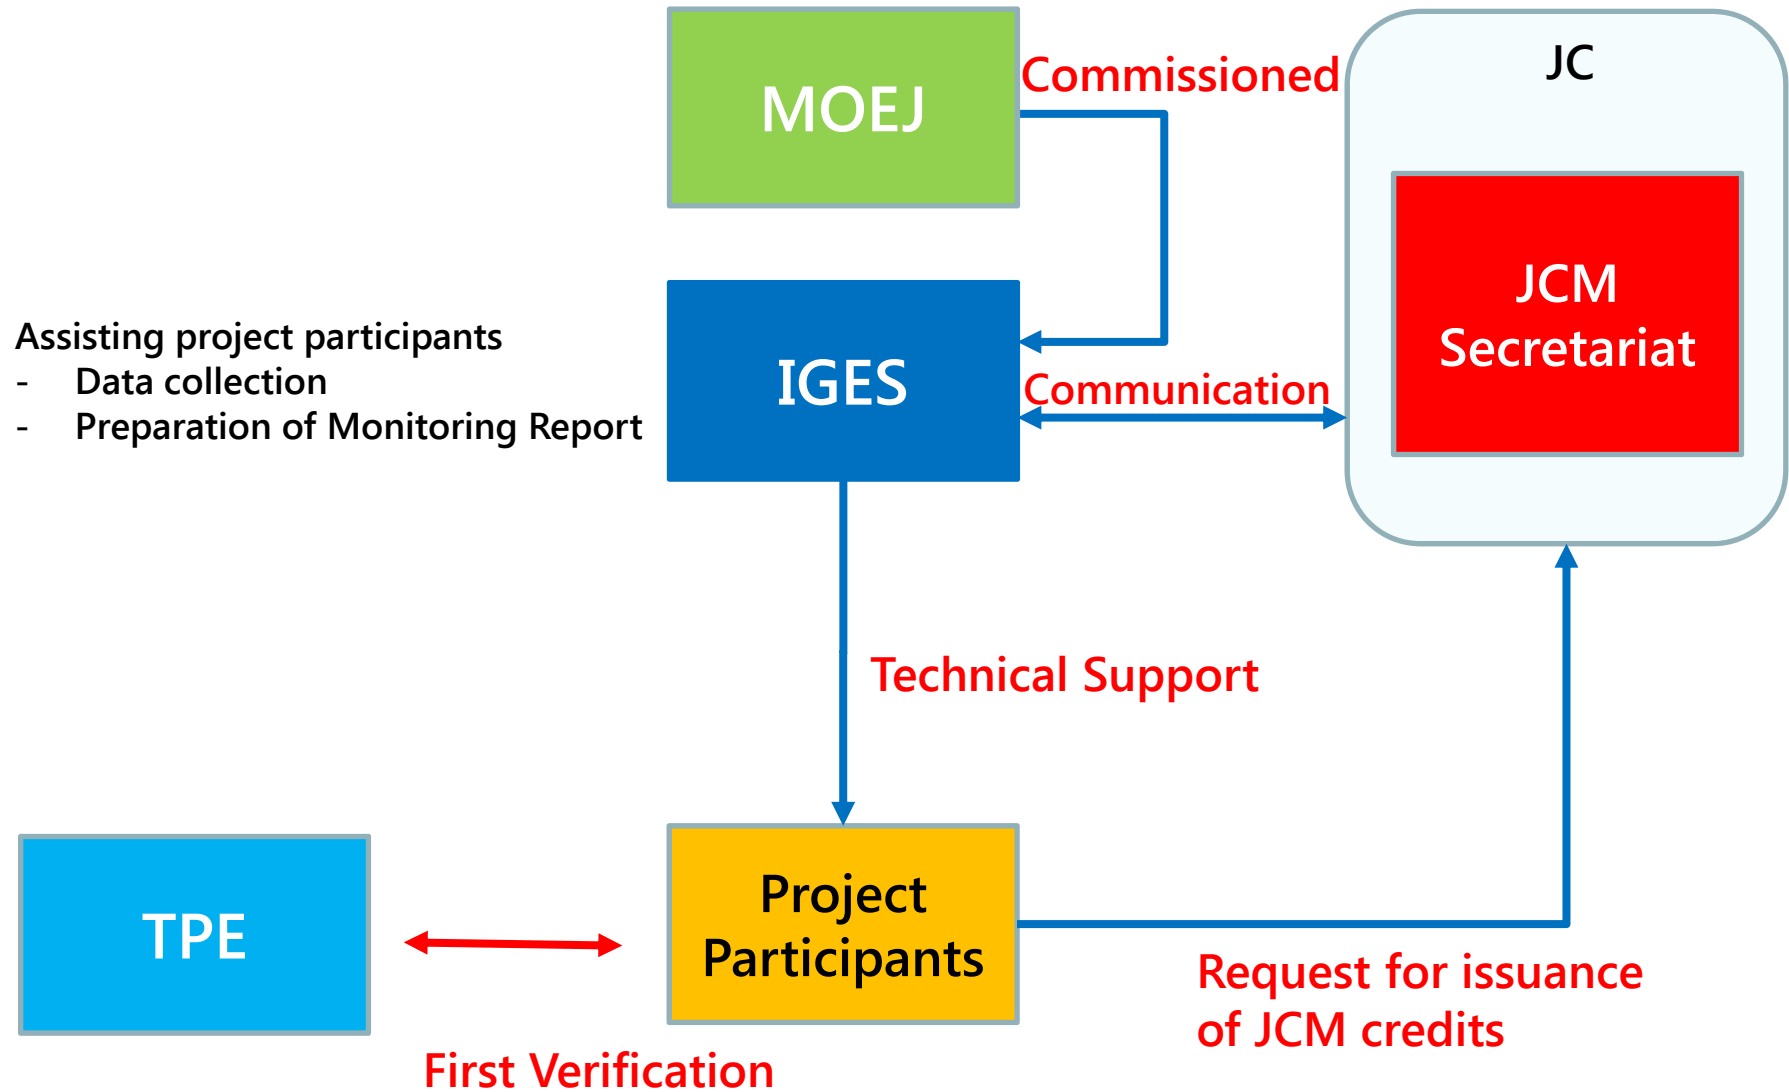 MOEJ
Commissioned
JC
JCM
Secretariat
Assisting project participants
- Data collection
- Preparation of Monitoring Report
IGES
Communication
Technical Support
TPE
Project
Participants
First Verification
Request for issuance
of JCM credits